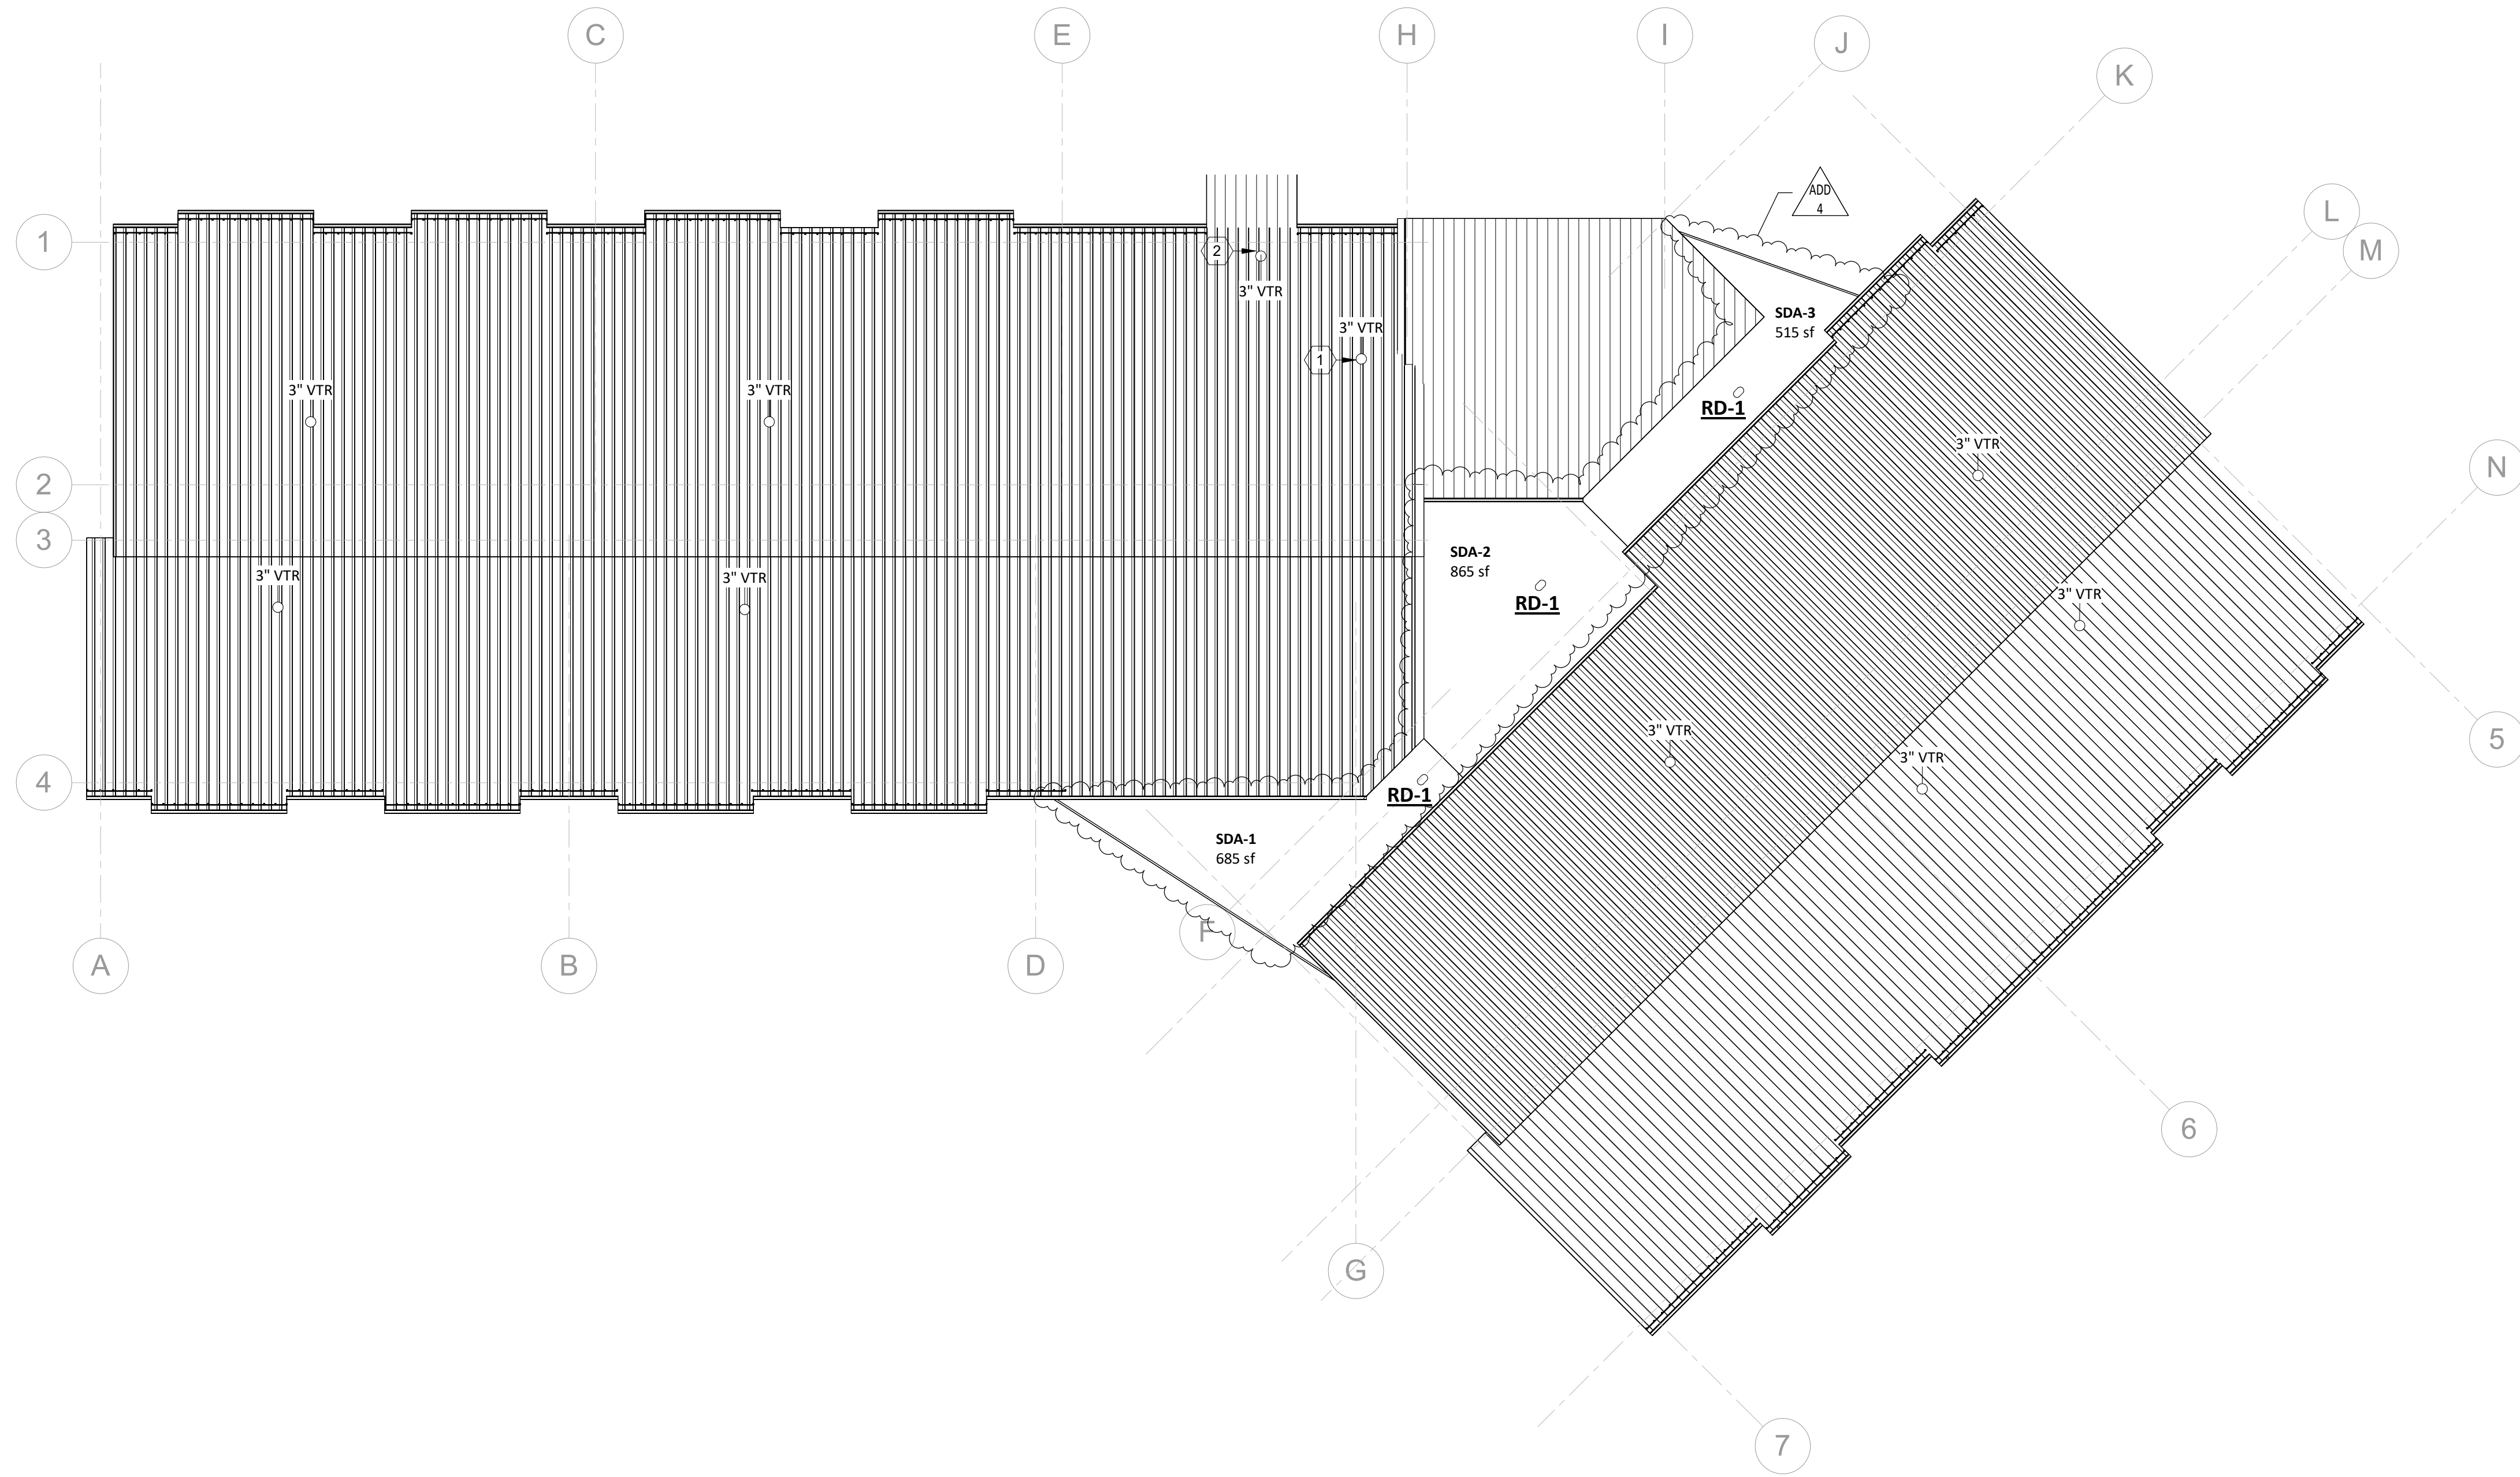 C
E
H
I
J
K
L
M
N
ADD
4
1
2
3" VTR
3" VTR
1
SDA-3
515 sf
RD-1
3" VTR
3" VTR
3" VTR
2
3
SDA-2
865 sf
RD-1
3" VTR
3" VTR
3" VTR
3" VTR
3" VTR
5
4
RD-1
SDA-1
685 sf
F
A
B
D
6
G
7